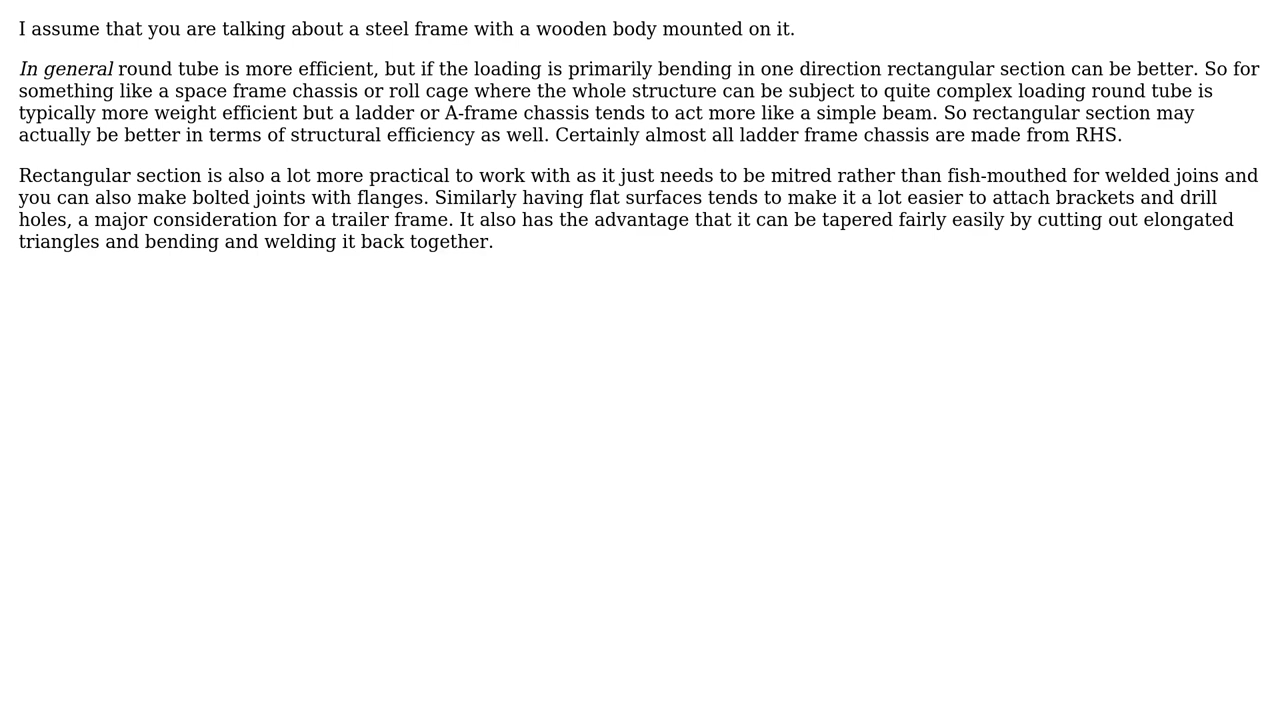 I assume that you are talking about a steel frame with a wooden body mounted on it.
In general round tube is more efficient, but if the loading is primarily bending in one direction rectangular section can be better. So for
something like a space frame chassis or roll cage where the whole structure can be subject to quite complex loading round tube is
typically more weight efficient but a ladder or A-frame chassis tends to act more like a simple beam. So rectangular section may
actually be better in terms of structural efficiency as well. Certainly almost all ladder frame chassis are made from RHS.
Rectangular section is also a lot more practical to work with as it just needs to be mitred rather than fish-mouthed for welded joins and
you can also make bolted joints with flanges. Similarly having flat surfaces tends to make it a lot easier to attach brackets and drill
holes, a major consideration for a trailer frame. It also has the advantage that it can be tapered fairly easily by cutting out elongated
triangles and bending and welding it back together.